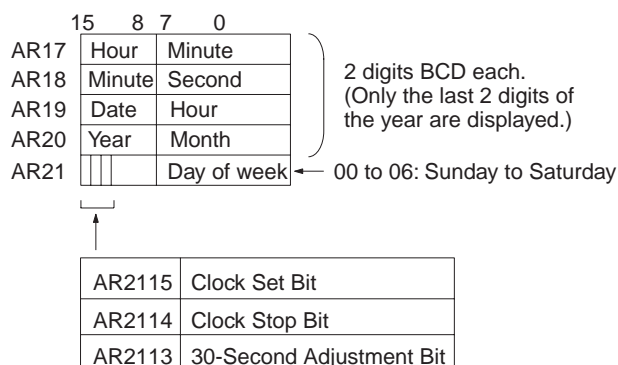 15 8 7 0
AR17 Hour Minute
AR18 Minute Second
AR19 Date Hour
AR20 Year Month
AR21 Day of week
2 digits BCD each.
(Only the last 2 digits of
the year are displayed.)
00 to 06: Sunday to Saturday
AR2115 Clock Set Bit
AR2114 Clock Stop Bit
AR2113 30-Second Adjustment Bit